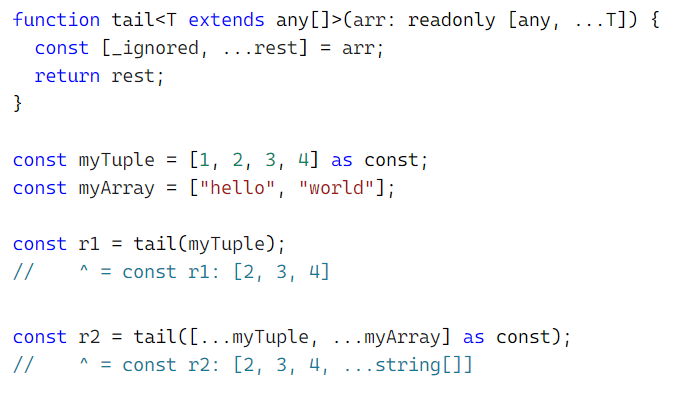 function tail<T extends any[]>(arr: readonly [any, ...T]) {
  const [_ignored, ...rest] = arr;
  return rest;
}

const myTuple = [1, 2, 3, 4] as const;
const myArray = ["hello", "world"];

const r1 = tail(myTuple);
//    ^ = const r1: [2, 3, 4]

const r2 = tail([...myTuple, ...myArray] as const);
//    ^ = const r2: [2, 3, 4, ...string[]]